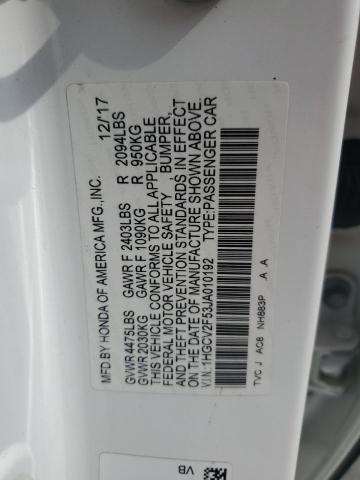 MFD BY HONDA OF AMERICA MFG.,INC. 12/'17
GVWR 4475LBS GAWR F 2403LBS R 2094LBS
GVWR 2030KG GAWR F 1090KG R 950KG
THIS VEHICLE CONFORMS TO ALL APPLICABLE
FEDERAL MOTOR VEHICLE SAFETY, BUMPER,
AND THEFT PREVENTION STANDARDS IN EFFECT
ON THE DATE OF MANUFACTURE SHOWN ABOVE.
V.I.N.:1HGCV2F53JA010192 TYPE:PASSENGER CAR
TVC J AC6 NH883P A A
VB